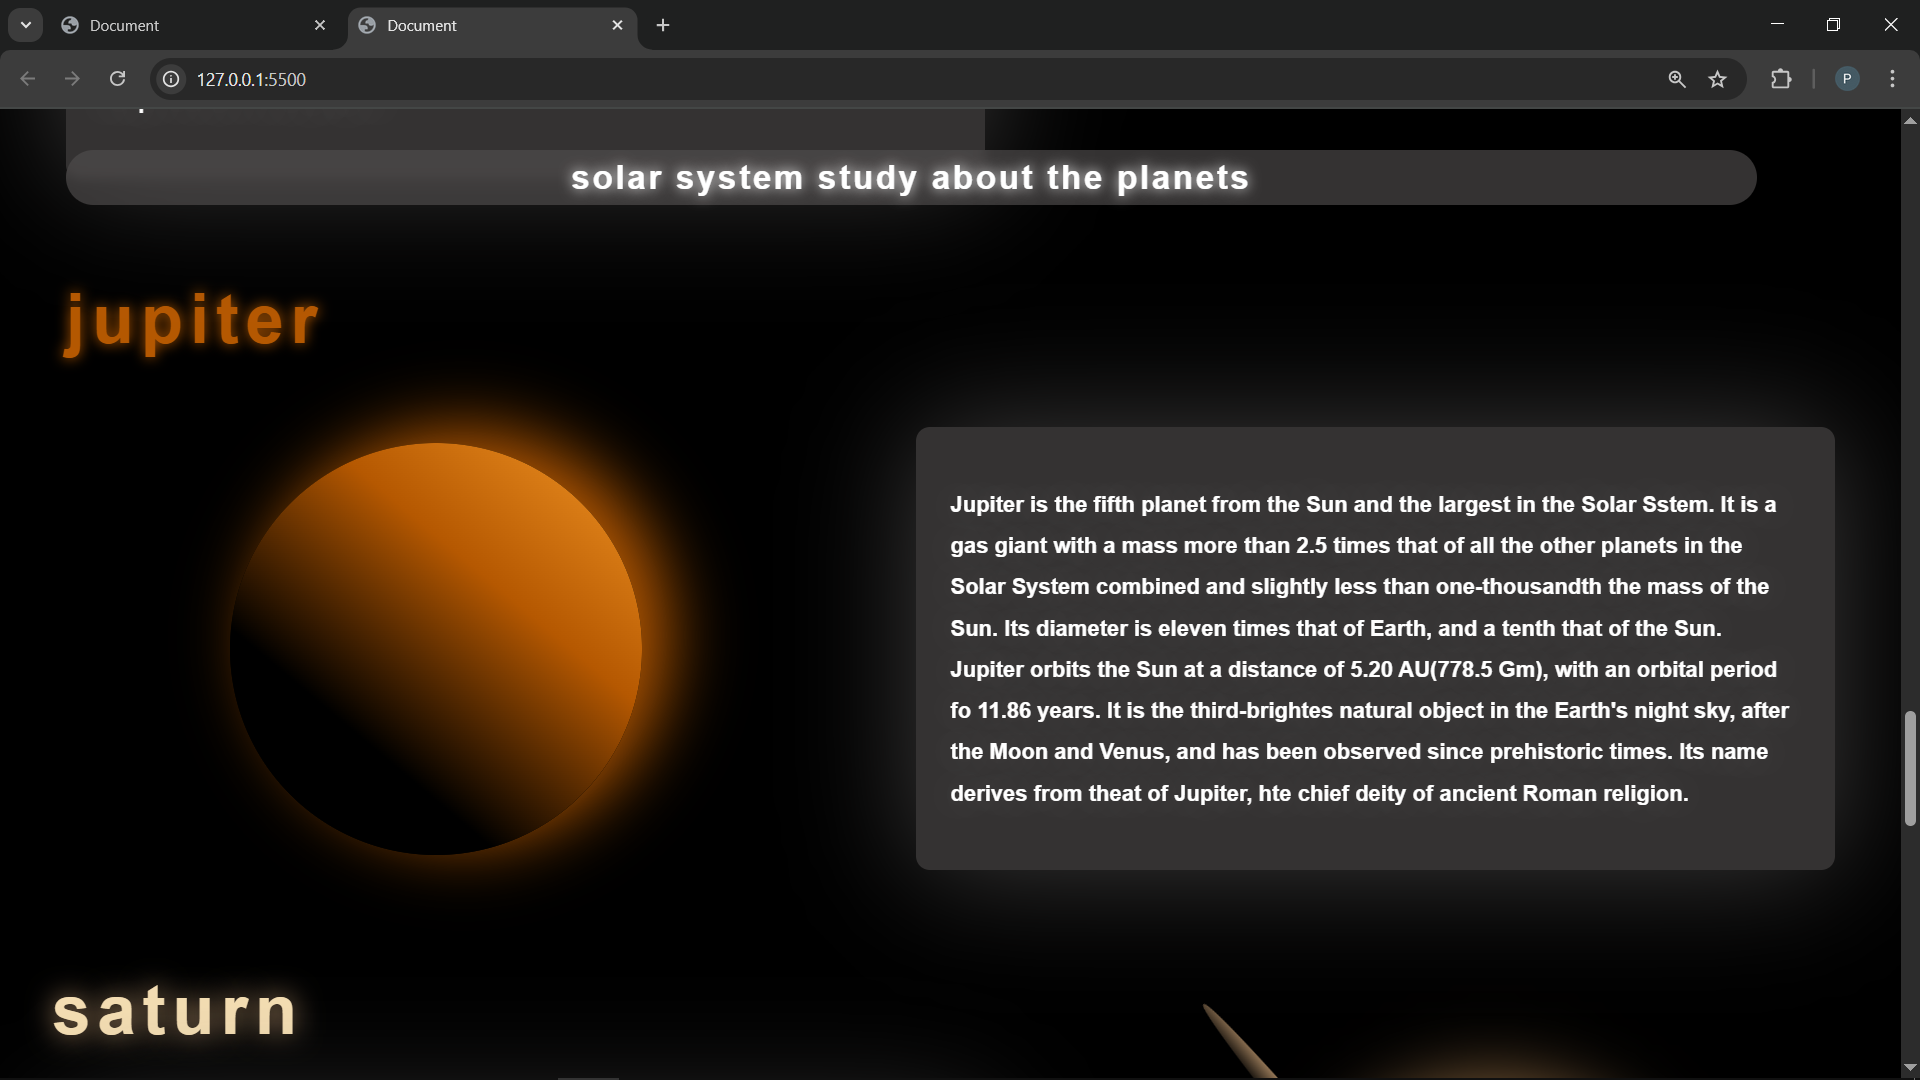 Document
Document
127.0.0.1:5500
P
solar system study about the planets
jupiter
Jupiter is the fifth planet from the Sun and the largest in the Solar Sstem. It is a
gas giant with a mass more than 2.5 times that of all the other planets in the
Solar System combined and slightly less than one-thousandth the mass of the
Sun. Its diameter is eleven times that of Earth, and a tenth that of the Sun.
Jupiter orbits the Sun at a distance of 5.20 AU(778.5 Gm), with an orbital period
fo 11.86 years. It is the third-brightes natural object in the Earth's night sky, after
the Moon and Venus, and has been observed since prehistoric times. Its name
derives from theat of Jupiter, hte chief deity of ancient Roman religion.
saturn